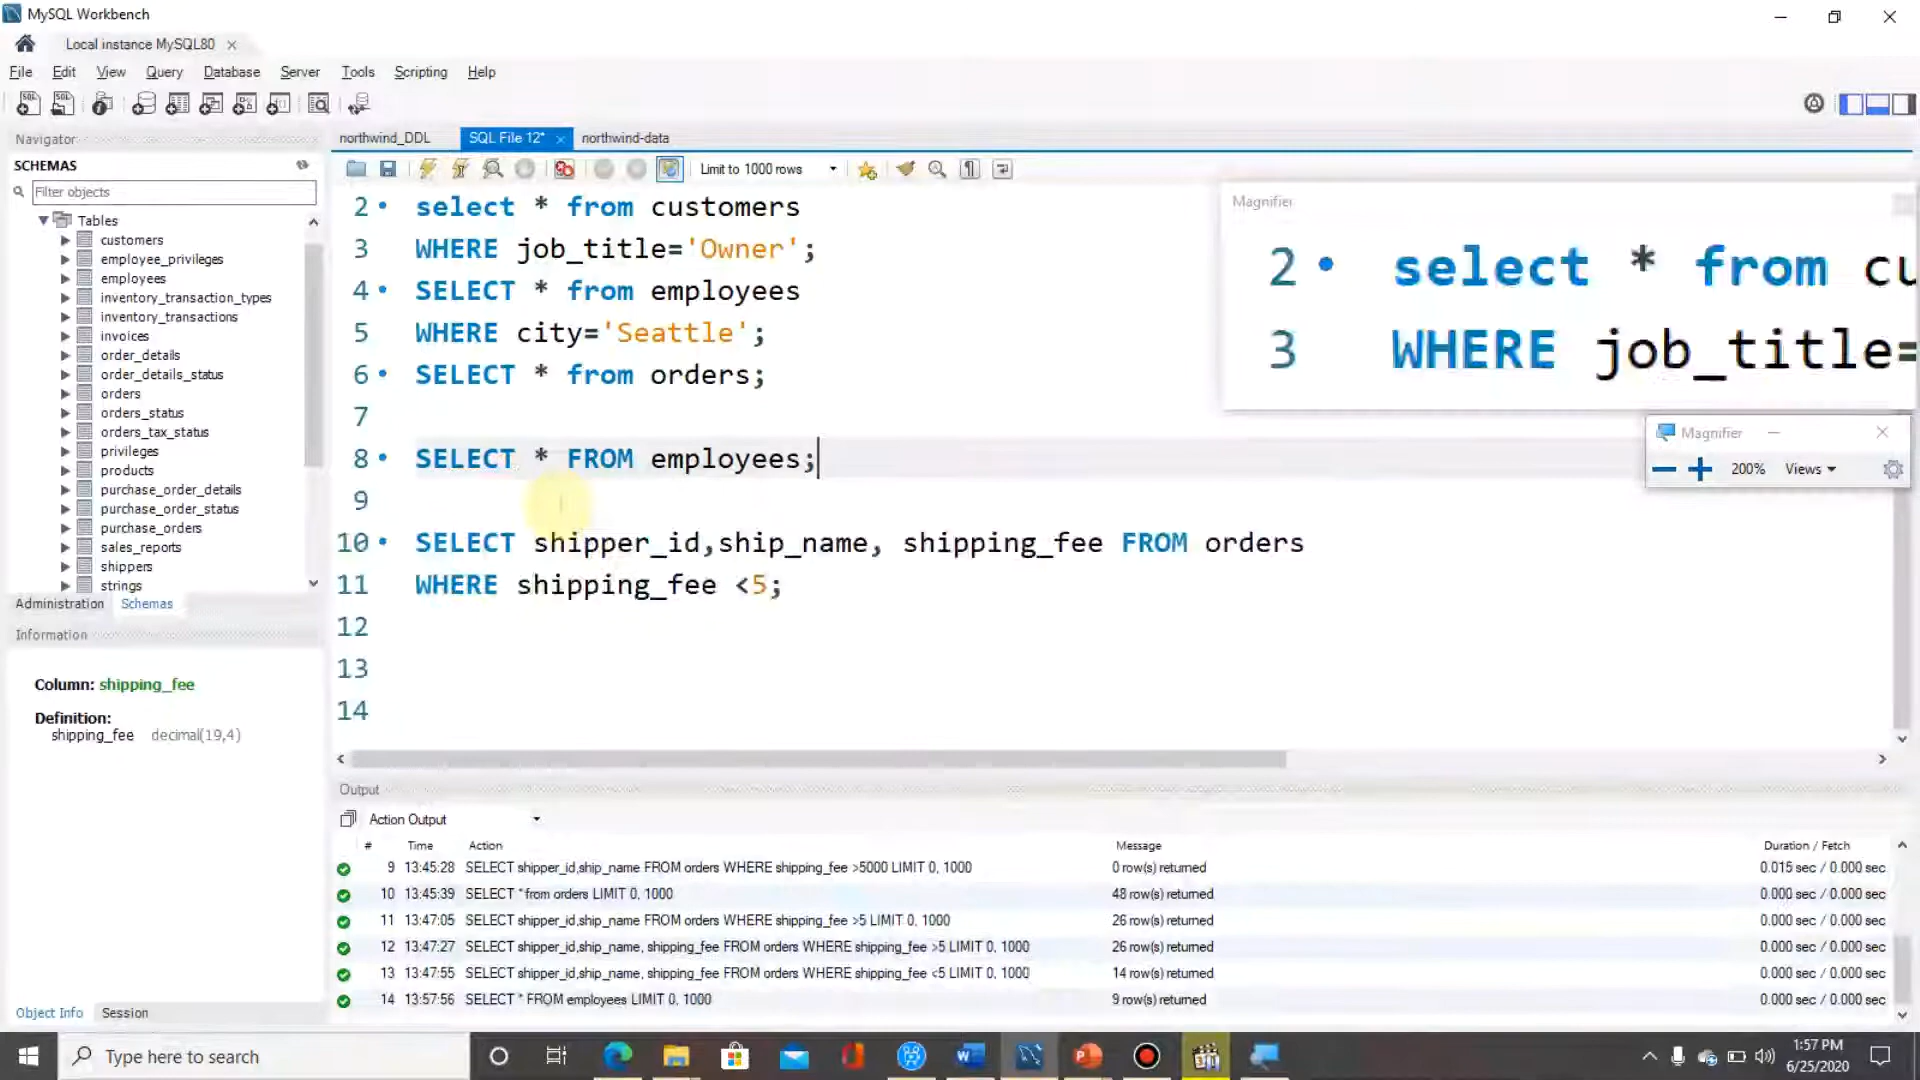 MySQL Workbench
Local instance MySQL80
File Edit View Query Database Server Tools Scripting Help
Navigator
SCHEMAS
Filter objects
Tables
customers
employee_privileges
employees
inventory_transaction_types
inventory_transactions
invoices
order_details
order_details_status
orders
orders_status
orders_tax_status
privileges
products
purchase_order_details
purchase_order_status
purchase_orders
sales_reports
shippers
strings
Administration Schemas
Information
Column: shipping_fee
Definition:
shipping_fee decimal(19,4)
Object Info Session
northwind_DDL SQL File 12* northwind-data
Limit to 1000 rows
2 select * from customers
3 WHERE job_title='Owner';
4 SELECT * from employees
5 WHERE city='Seattle';
6 SELECT * from orders;
7
8 SELECT * FROM employees;
9
10 SELECT shipper_id,ship_name, shipping_fee FROM orders
11 WHERE shipping_fee <5;
12
13
14
Magnifier
2 select * from cu
3 WHERE job_title=
Magnifier
200% Views
Output
Action Output
# Time Action Message Duration / Fetch
9 13:45:28 SELECT shipper_id,ship_name FROM orders WHERE shipping_fee >5000 LIMIT 0, 1000 0 row(s) returned 0.015 sec / 0.000 sec
10 13:45:39 SELECT * from orders LIMIT 0, 1000 48 row(s) returned 0.000 sec / 0.000 sec
11 13:47:05 SELECT shipper_id,ship_name FROM orders WHERE shipping_fee >5 LIMIT 0, 1000 26 row(s) returned 0.000 sec / 0.000 sec
12 13:47:27 SELECT shipper_id,ship_name, shipping_fee FROM orders WHERE shipping_fee >5 LIMIT 0, 1000 26 row(s) returned 0.000 sec / 0.000 sec
13 13:47:55 SELECT shipper_id,ship_name, shipping_fee FROM orders WHERE shipping_fee <5 LIMIT 0, 1000 14 row(s) returned 0.000 sec / 0.000 sec
14 13:57:56 SELECT * FROM employees LIMIT 0, 1000 9 row(s) returned 0.000 sec / 0.000 sec
Type here to search
1:57 PM
6/25/2020